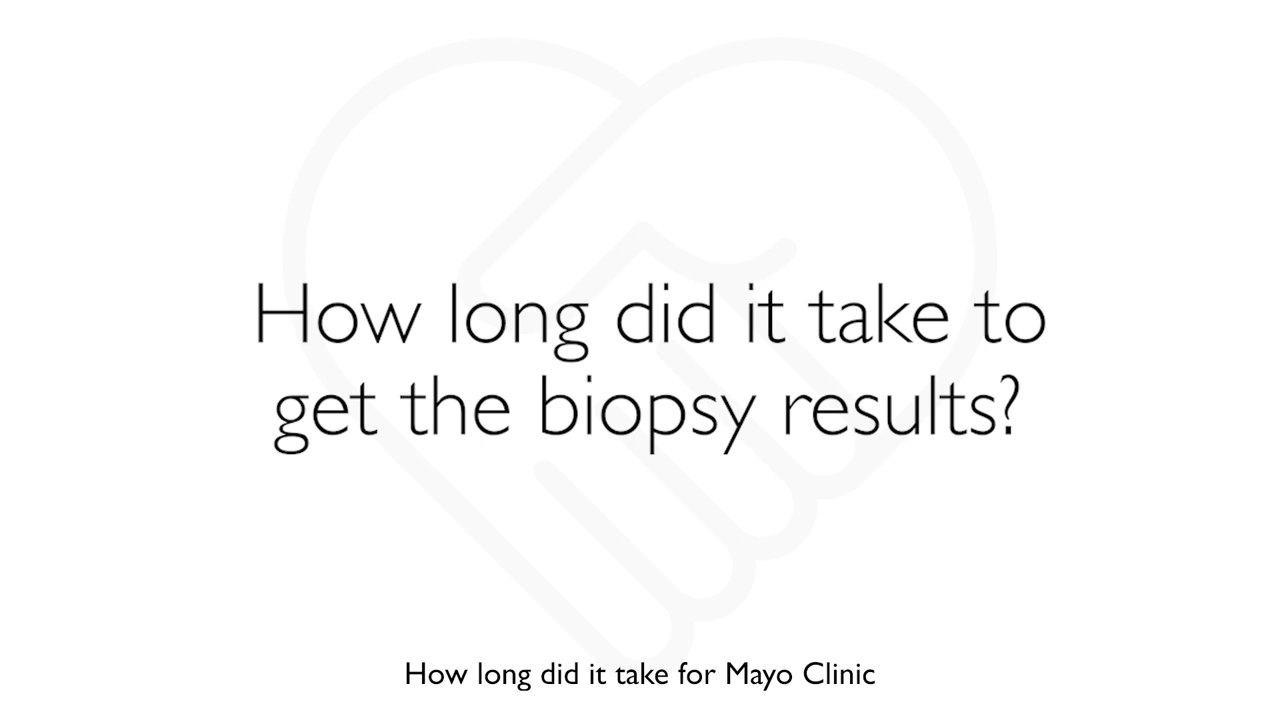 How long did it take to
get the biopsy results?
How long did it take for Mayo Clinic